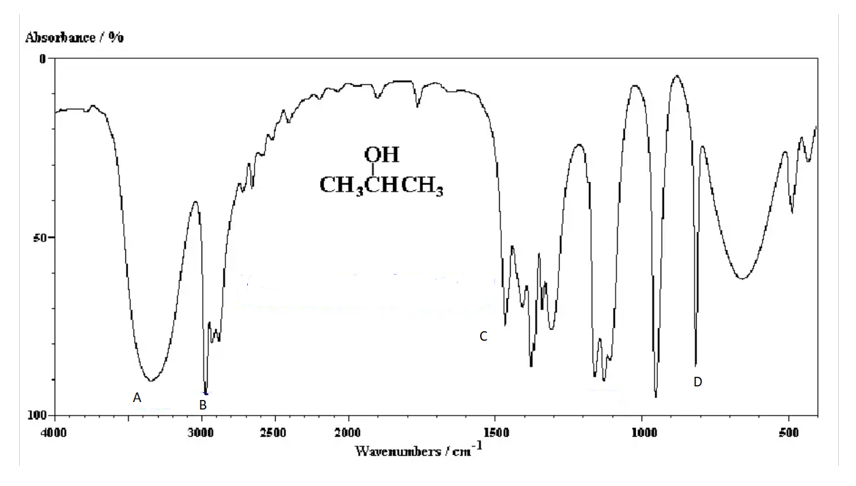 Absorbance / %
0
OH
CH₃CHCH₃
50
C
D
A
B
100
4000 3000 2500 2000 1500 1000 500
Wavenumbers / cm⁻¹